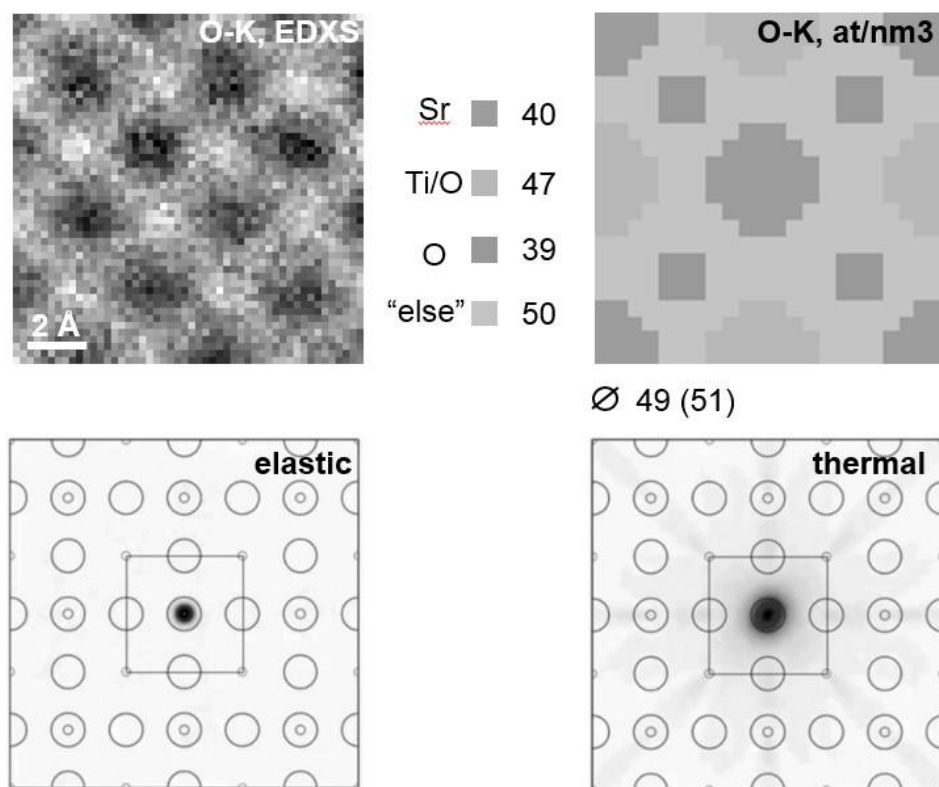 O-K, EDXS
2 Å
Sr 40
Ti/O 47
O 39
“else” 50
O-K, at/nm3
∅ 49 (51)
elastic
thermal